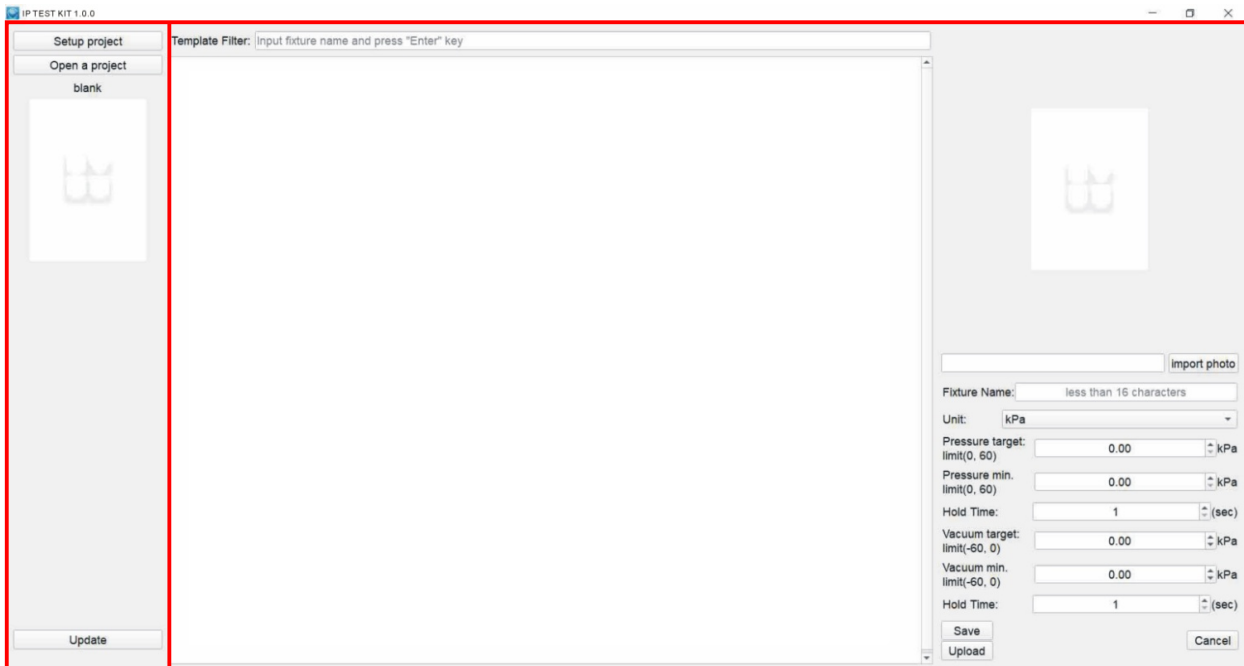 IP TEST KIT 1.0.0
Setup project
Open a project
blank
Update
Template Filter: Input fixture name and press "Enter" key
import photo
Fixture Name: less than 16 characters
Unit: kPa
Pressure target:
limit(0, 60) 0.00 kPa
Pressure min.
limit(0, 60) 0.00 kPa
Hold Time: 1 (sec)
Vacuum target:
limit(-60, 0) 0.00 kPa
Vacuum min.
limit(-60, 0) 0.00 kPa
Hold Time: 1 (sec)
Save
Upload
Cancel